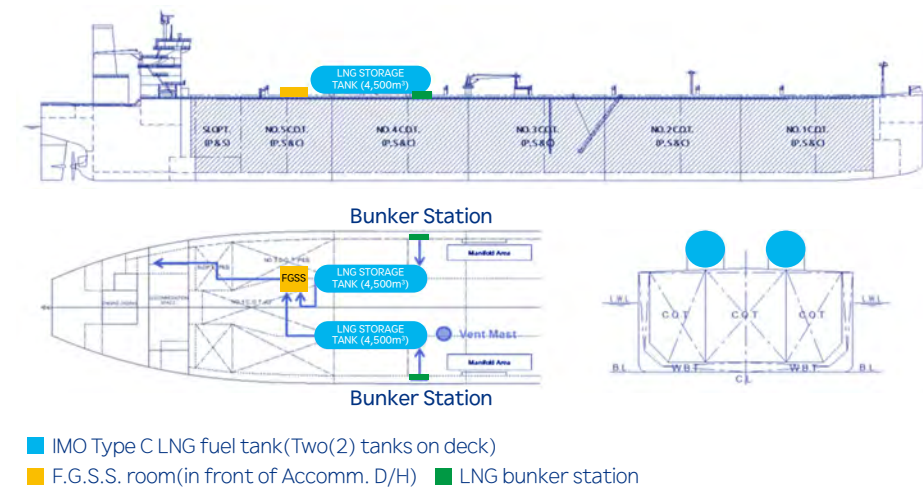 LNG STORAGE
TANK (4,500m³)
SLOPT. NO.5 C.O.T. NO.4 C.O.T. NO.3 C.O.T. NO.2 C.O.T. NO.1 C.O.T.
(P & S) (P,S & C) (P,S & C) (P,S & C) (P,S & C) (P,S & C)
Bunker Station
Manifold Area
FGSS
LNG STORAGE
TANK (4,500m³)
LNG STORAGE
TANK (4,500m³)
Vent Mast
Manifold Area
Bunker Station
L.W.L L.W.L
C.O.T C.O.T C.O.T
W.B.T W.B.T
B.L B.L
C.L
IMO Type C LNG fuel tank(Two(2) tanks on deck)
F.G.S.S. room(in front of Accomm. D/H) LNG bunker station